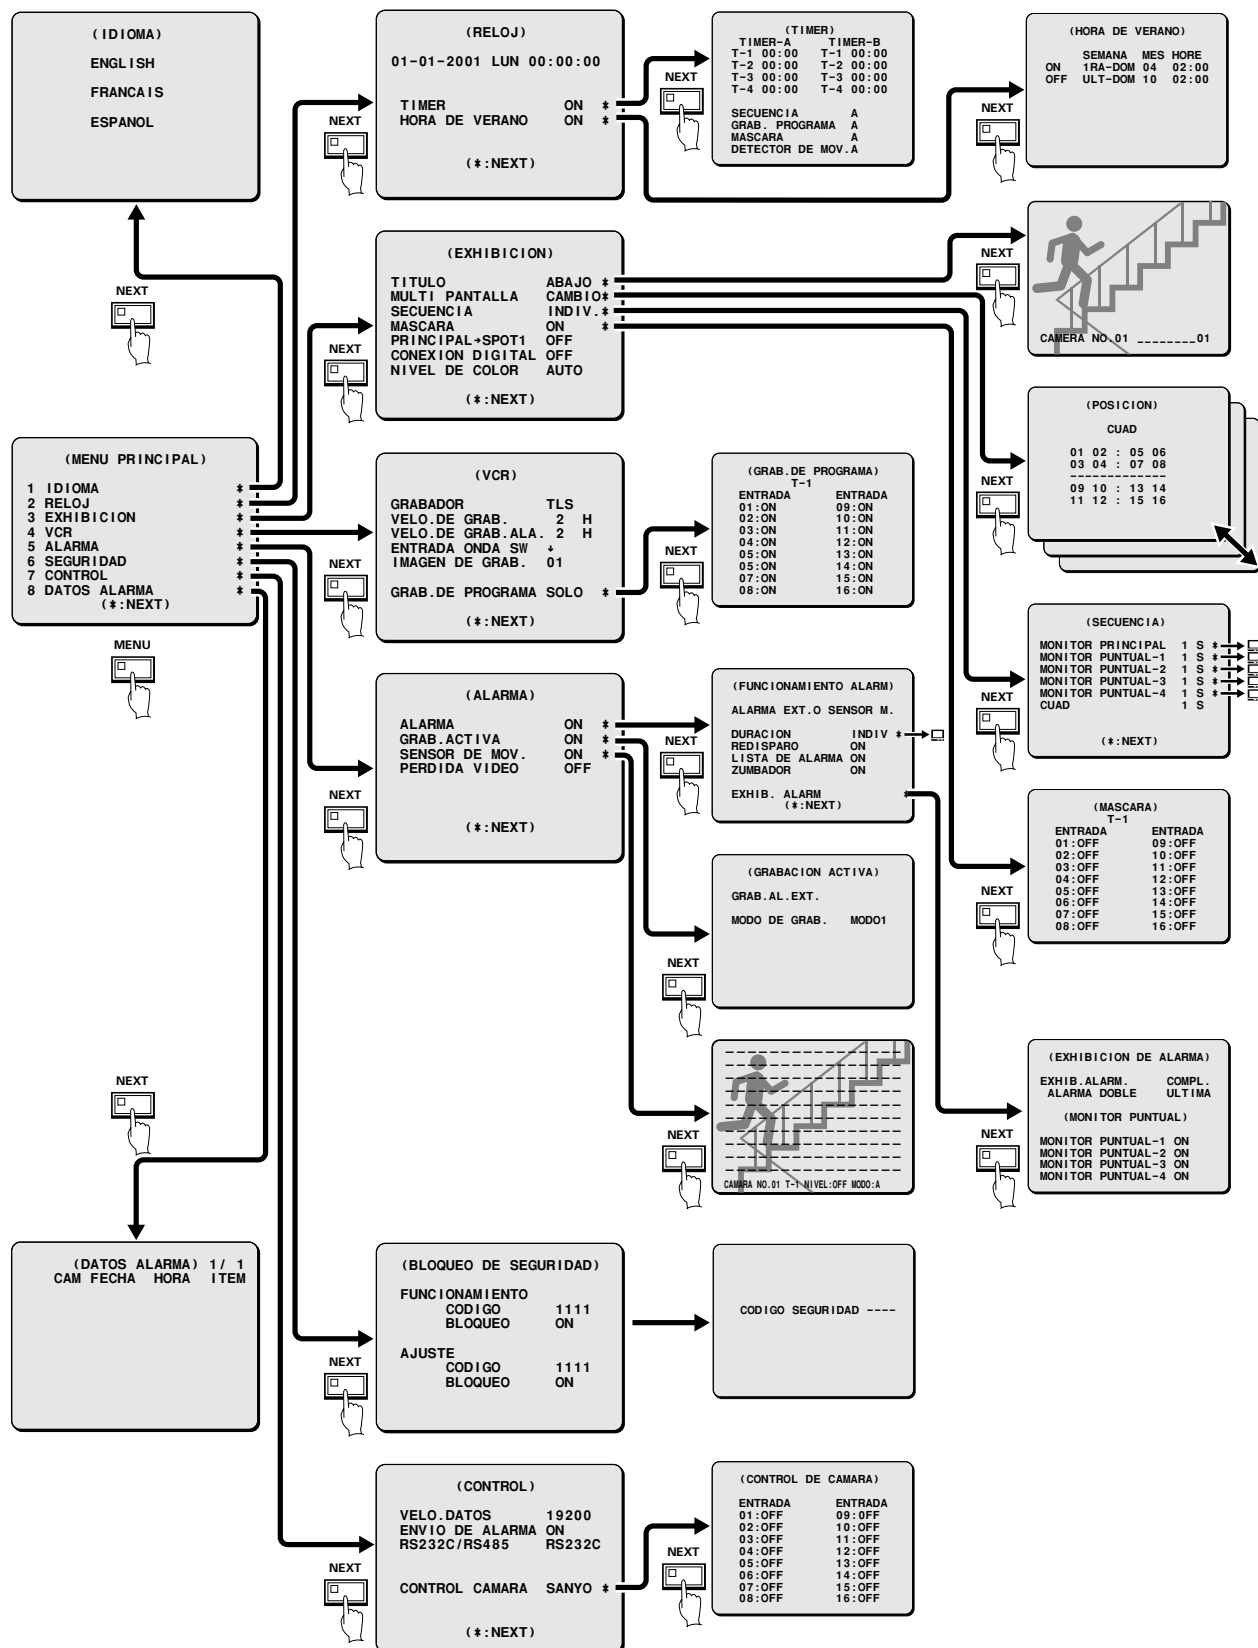 (IDIOMA)
ENGLISH
FRANCAIS
ESPANOL
NEXT
(MENU PRINCIPAL)
1 IDIOMA *
2 RELOJ *
3 EXHIBICION *
4 VCR *
5 ALARMA *
6 SEGURIDAD *
7 CONTROL *
8 DATOS ALARMA *
(*:NEXT)
MENU
NEXT
(DATOS ALARMA) 1/ 1
CAM FECHA HORA ITEM
NEXT
(RELOJ)
01-01-2001 LUN 00:00:00
TIMER ON *
HORA DE VERANO ON *
(*:NEXT)
NEXT
(TIMER)
TIMER-A TIMER-B
T-1 00:00 T-1 00:00
T-2 00:00 T-2 00:00
T-3 00:00 T-3 00:00
T-4 00:00 T-4 00:00
SECUENCIA A
GRAB. PROGRAMA A
MASCARA A
DETECTOR DE MOV.A
NEXT
(HORA DE VERANO)
SEMANA MES HORE
ON 1RA-DOM 04 02:00
OFF ULT-DOM 10 02:00
NEXT
(EXHIBICION)
TITULO ABAJO *
MULTI PANTALLA CAMBIO*
SECUENCIA INDIV.*
MASCARA ON *
PRINCIPAL→SPOT1 OFF
CONEXION DIGITAL OFF
NIVEL DE COLOR AUTO
(*:NEXT)
NEXT
CAMERA NO.01 ________01
NEXT
(POSICION)
CUAD
01 02 : 05 06
03 04 : 07 08
-------------
09 10 : 13 14
11 12 : 15 16
NEXT
(SECUENCIA)
MONITOR PRINCIPAL 1 S *
MONITOR PUNTUAL-1 1 S *
MONITOR PUNTUAL-2 1 S *
MONITOR PUNTUAL-3 1 S *
MONITOR PUNTUAL-4 1 S *
CUAD 1 S
(*:NEXT)
NEXT
(MASCARA)
T-1
ENTRADA ENTRADA
01:OFF 09:OFF
02:OFF 10:OFF
03:OFF 11:OFF
04:OFF 12:OFF
05:OFF 13:OFF
06:OFF 14:OFF
07:OFF 15:OFF
08:OFF 16:OFF
NEXT
(VCR)
GRABADOR TLS
VELO.DE GRAB. 2 H
VELO.DE GRAB.ALA. 2 H
ENTRADA ONDA SW ↓
IMAGEN DE GRAB. 01
GRAB.DE PROGRAMA SOLO *
(*:NEXT)
NEXT
(GRAB.DE PROGRAMA)
T-1
ENTRADA ENTRADA
01:ON 09:ON
02:ON 10:ON
03:ON 11:ON
04:ON 12:ON
05:ON 13:ON
05:ON 14:ON
07:ON 15:ON
08:ON 16:ON
NEXT
(ALARMA)
ALARMA ON *
GRAB.ACTIVA ON *
SENSOR DE MOV. ON *
PERDIDA VIDEO OFF
(*:NEXT)
NEXT
(FUNCIONAMIENTO ALARM)
ALARMA EXT.O SENSOR M.
DURACION INDIV *
REDISPARO ON
LISTA DE ALARMA ON
ZUMBADOR ON
EXHIB. ALARM *
(*:NEXT)
NEXT
(GRABACION ACTIVA)
GRAB.AL.EXT.
MODO DE GRAB. MODO1
NEXT
CAMARA NO.01 T-1 NIVEL:OFF MODO:A
NEXT
(EXHIBICION DE ALARMA)
EXHIB.ALARM. COMPL.
ALARMA DOBLE ULTIMA
(MONITOR PUNTUAL)
MONITOR PUNTUAL-1 ON
MONITOR PUNTUAL-2 ON
MONITOR PUNTUAL-3 ON
MONITOR PUNTUAL-4 ON
NEXT
(BLOQUEO DE SEGURIDAD)
FUNCIONAMIENTO
CODIGO 1111
BLOQUEO ON
AJUSTE
CODIGO 1111
BLOQUEO ON
NEXT
CODIGO SEGURIDAD ----
(CONTROL)
VELO.DATOS 19200
ENVIO DE ALARMA ON
RS232C/RS485 RS232C
CONTROL CAMARA SANYO *
(*:NEXT)
NEXT
(CONTROL DE CAMARA)
ENTRADA ENTRADA
01:OFF 09:0FF
02:OFF 10:OFF
03:OFF 11:OFF
04:OFF 12:OFF
05:OFF 13:OFF
06:OFF 14:OFF
07:OFF 15:OFF
08:OFF 16:OFF
NEXT